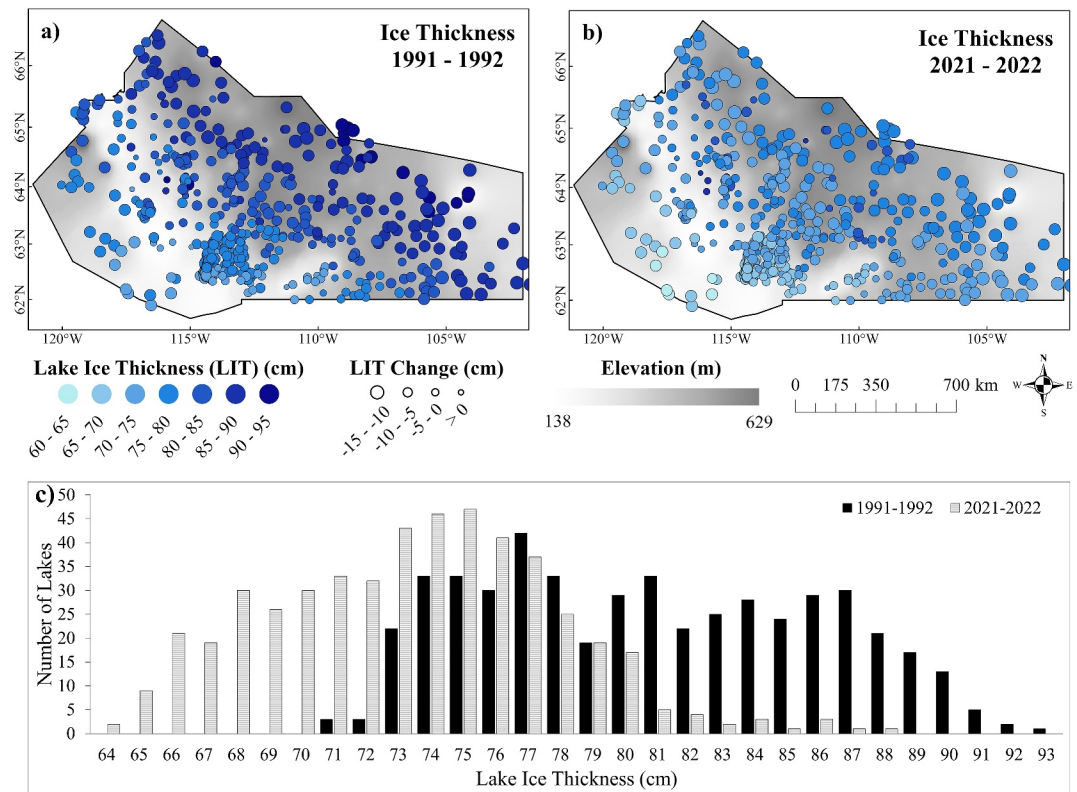 a)
Ice Thickness
1991 - 1992
66°N
65°N
64°N
63°N
62°N
120°W
115°W
110°W
105°W
b)
Ice Thickness
2021 - 2022
66°N
65°N
64°N
63°N
62°N
120°W
115°W
110°W
105°W
Lake Ice Thickness (LIT) (cm)
60 - 65
65 - 70
70 - 75
75 - 80
80 - 85
85 - 90
90 - 95
LIT Change (cm)
-15 - -10
-10 - -5
-5 - 0
> 0
Elevation (m)
138 629
0 175 350 700 km
N
W E
S
c)
1991-1992 2021-2022
Number of Lakes
50
45
40
35
30
25
20
15
10
5
0
64 65 66 67 68 69 70 71 72 73 74 75 76 77 78 79 80 81 82 83 84 85 86 87 88 89 90 91 92 93
Lake Ice Thickness (cm)